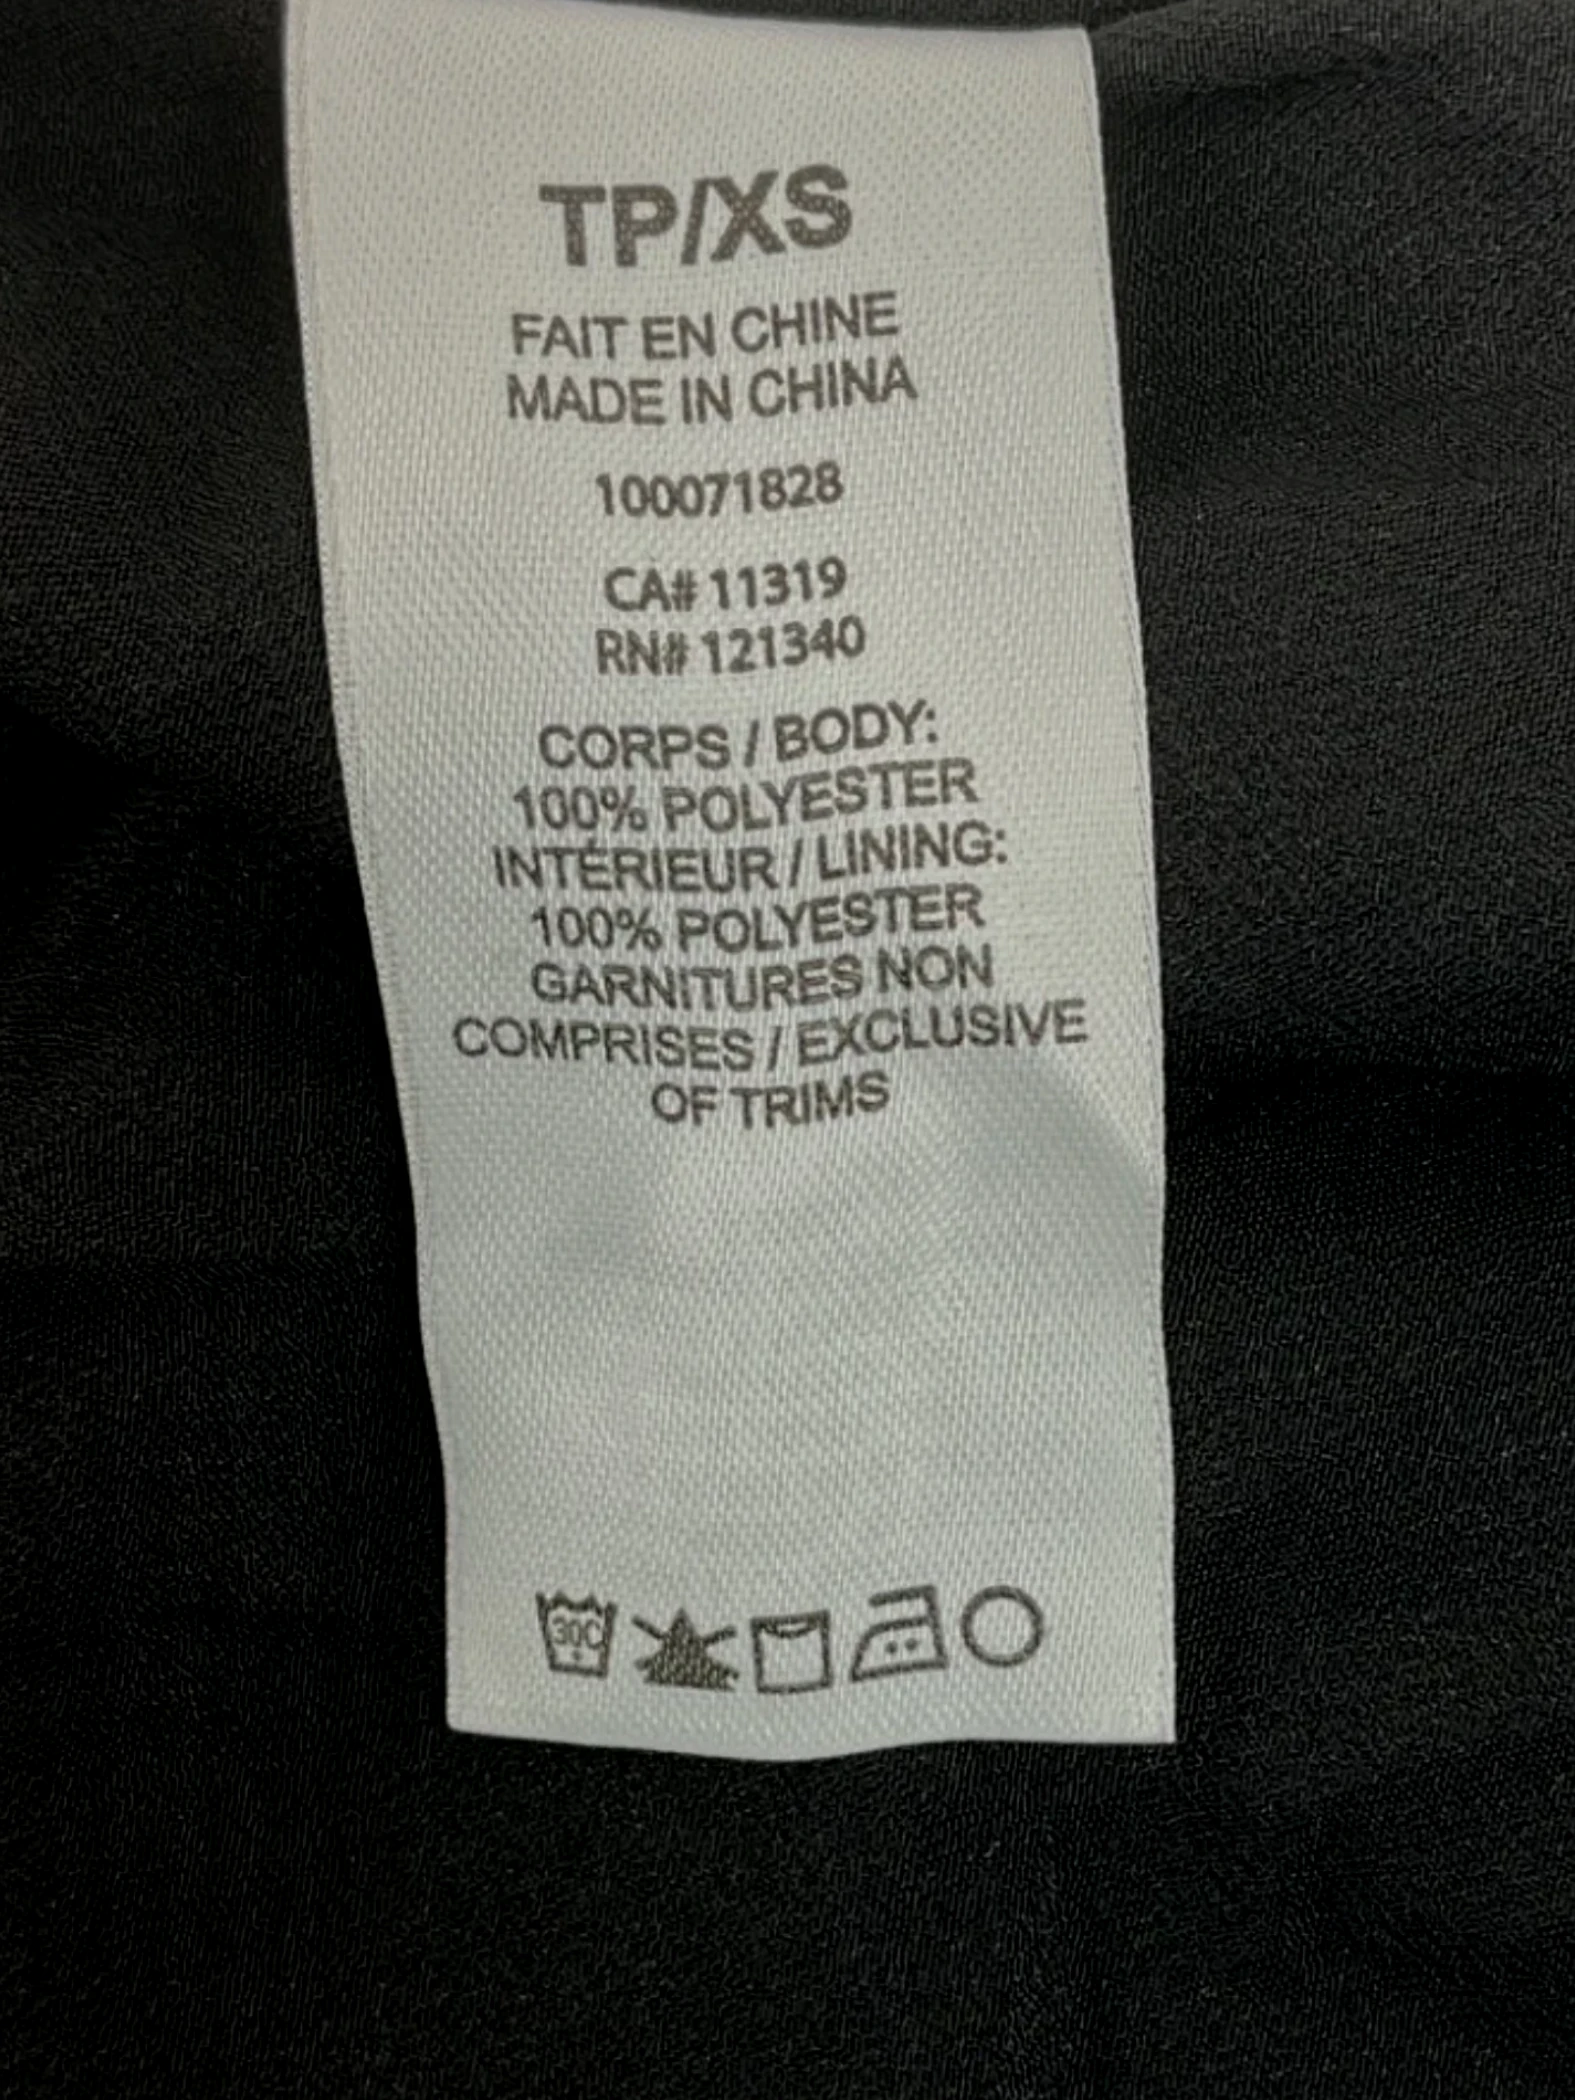 TP/XS
FAIT EN CHINE
MADE IN CHINA
100071828
CA# 11319
RN# 121340
CORPS / BODY:
100% POLYESTER
INTÉRIEUR / LINING:
100% POLYESTER
GARNITURES NON
COMPRISES / EXCLUSIVE
OF TRIMS
30C